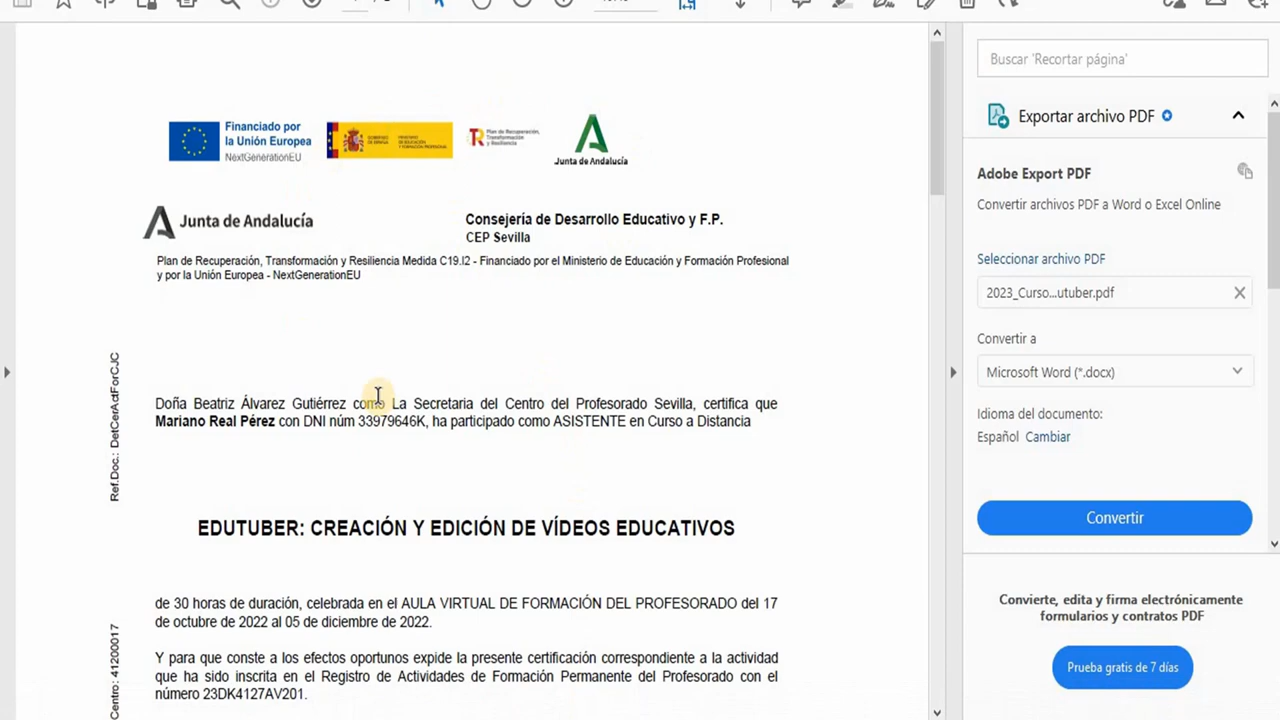 Financiado por
la Unión Europea
NextGenerationEU
Plan de Recuperación,
Transformación
y Resiliencia
Junta de Andalucía
Junta de Andalucía
Consejería de Desarrollo Educativo y F.P.
CEP Sevilla
Plan de Recuperación, Transformación y Resiliencia Medida C19.I2 - Financiado por el Ministerio de Educación y Formación Profesional
y por la Unión Europea - NextGenerationEU
Ref.Doc.: DetCerActForCJC
Doña Beatriz Álvarez Gutiérrez como La Secretaria del Centro del Profesorado Sevilla, certifica que
Mariano Real Pérez con DNI núm 33979646K, ha participado como ASISTENTE en Curso a Distancia
EDUTUBER: CREACIÓN Y EDICIÓN DE VÍDEOS EDUCATIVOS
de 30 horas de duración, celebrada en el AULA VIRTUAL DE FORMACIÓN DEL PROFESORADO del 17
de octubre de 2022 al 05 de diciembre de 2022.
Centro: 41200017
Y para que conste a los efectos oportunos expide la presente certificación correspondiente a la actividad
que ha sido inscrita en el Registro de Actividades de Formación Permanente del Profesorado con el
número 23DK4127AV201.
Buscar 'Recortar página'
Exportar archivo PDF
Adobe Export PDF
Convertir archivos PDF a Word o Excel Online
Seleccionar archivo PDF
2023_Curso...utuber.pdf
Convertir a
Microsoft Word (*.docx)
Idioma del documento:
Español Cambiar
Convertir
Convierte, edita y firma electrónicamente
formularios y contratos PDF
Prueba gratis de 7 días